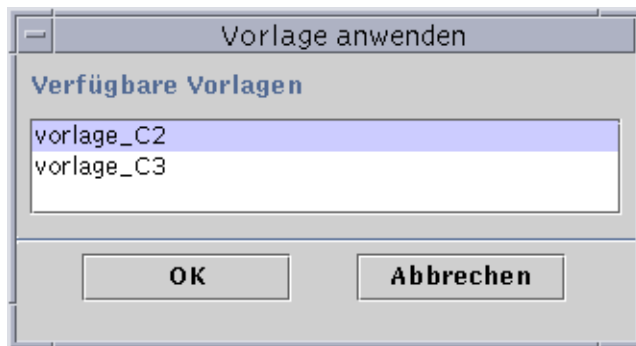 Vorlage anwenden
Verfügbare Vorlagen
vorlage_C2
vorlage_C3
OK Abbrechen